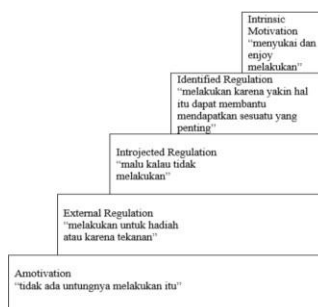 Intrinsic
Motivation
“menyukai dan
enjoy
melakukan”
Identified Regulation
“melakukan karena yakin hal
itu dapat membantu
mendapatkan sesuatu yang
penting”
Introjected Regulation
“malu kalau tidak
melakukan”
External Regulation
“melakukan untuk hadiah
atau karena tekanan”
Amotivation
“tidak ada untungnya melakukan itu”